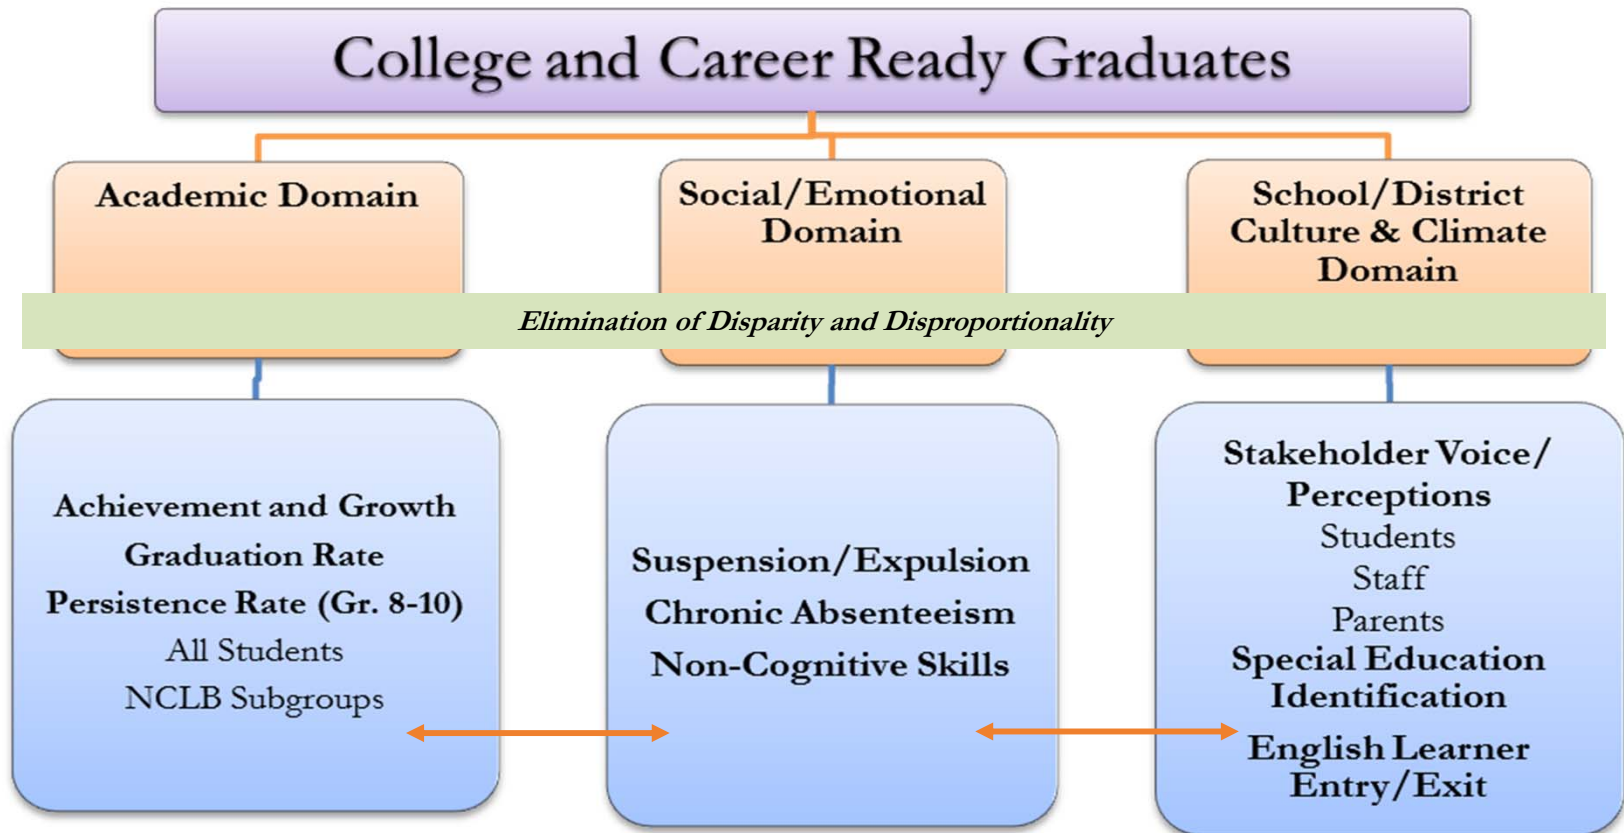 College and Career Ready Graduates
Academic Domain
Social/Emotional
Domain
School/District
Culture & Climate
Domain
Elimination of Disparity and Disproportionality
Achievement and Growth
Graduation Rate
Persistence Rate (Gr. 8-10)
All Students
NCLB Subgroups
Suspension/Expulsion
Chronic Absenteeism
Non-Cognitive Skills
Stakeholder Voice/
Perceptions
Students
Staff
Parents
Special Education
Identification
English Learner
Entry/Exit